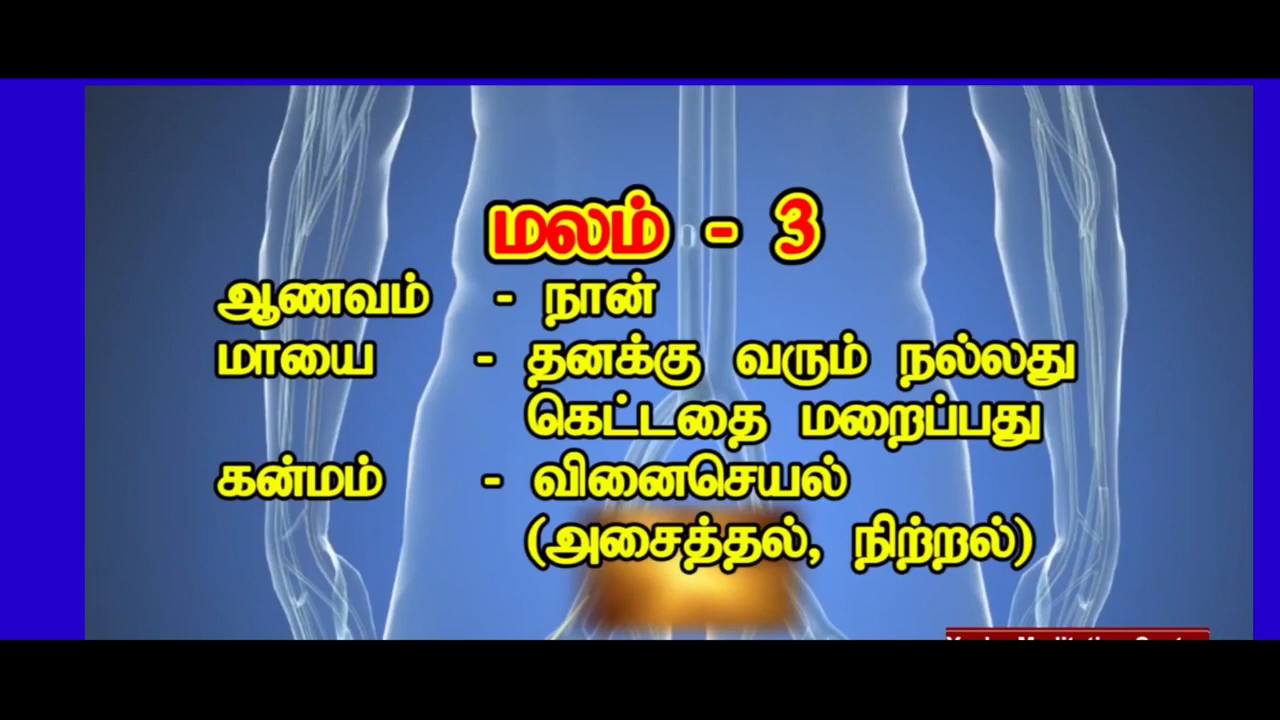 மலம் - 3
ஆணவம் - நான்
மாயை - தனக்கு வரும் நல்லது
கெட்டதை மறைப்பது
கன்மம் - வினைசெயல்
(அசைத்தல், நிற்றல்)